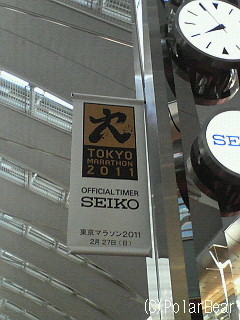 TOKYO
MARATHON
2011
OFFICIAL TIMER
SEIKO
東京マラソン2011
2月27日(日)
SE
(C)PolarBear